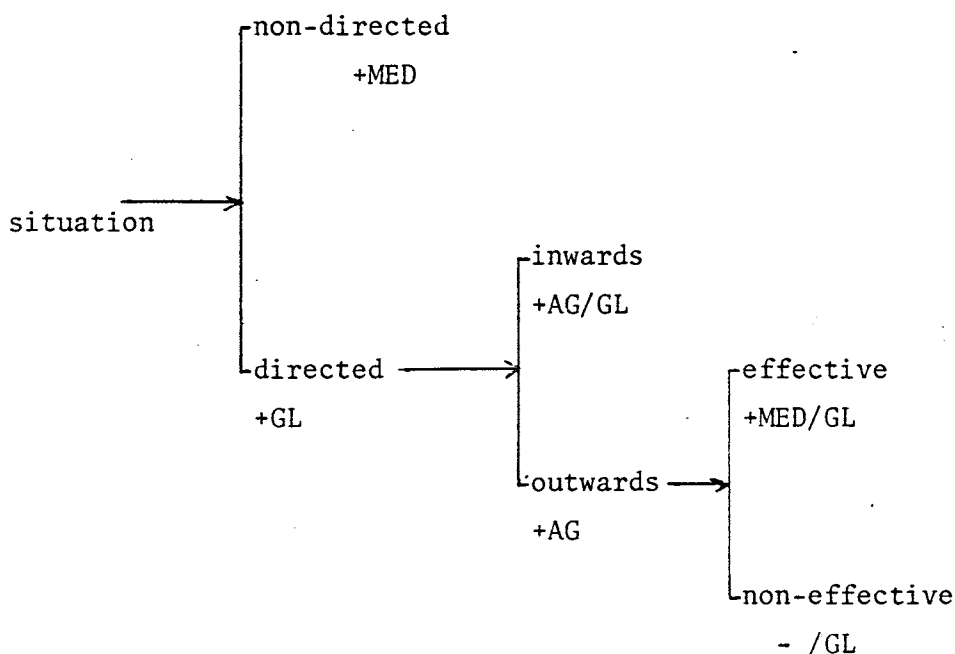 non-directed
+MED
situation
inwards
+AG/GL
directed
+GL
effective
+MED/GL
outwards
+AG
non-effective
- /GL